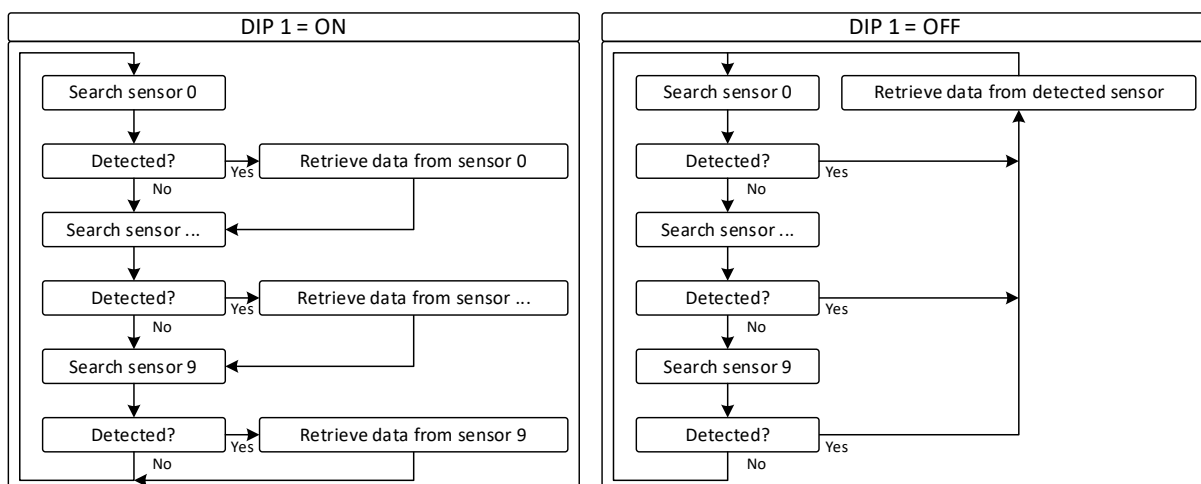 DIP 1 = ON
Search sensor 0
Detected?
Yes
Retrieve data from sensor 0
No
Search sensor ...
Detected?
Yes
Retrieve data from sensor ...
No
Search sensor 9
Detected?
Yes
Retrieve data from sensor 9
No
DIP 1 = OFF
Search sensor 0
Retrieve data from detected sensor
Detected?
Yes
No
Search sensor ...
Detected?
Yes
No
Search sensor 9
Detected?
Yes
No